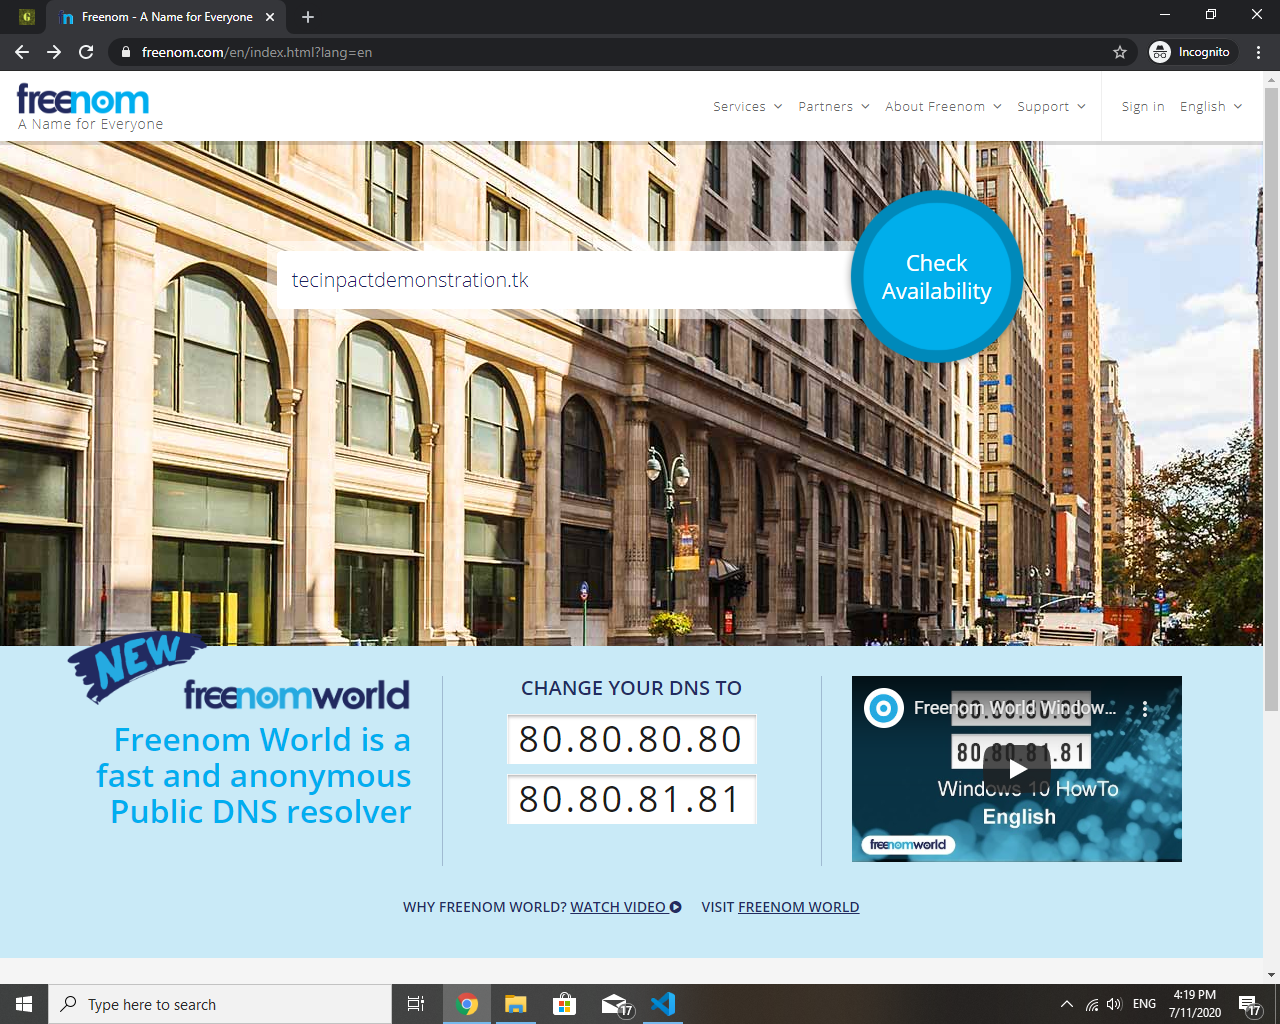 G
Freenom - A Name for Everyone
freenom.com/en/index.html?lang=en
Incognito
freenom
A Name for Everyone
Services
Partners
About Freenom
Support
Sign in
English
tecinpactdemonstration.tk
Check
Availability
NEW
freenomworld
Freenom World is a
fast and anonymous
Public DNS resolver
CHANGE YOUR DNS TO
80.80.80.80
80.80.81.81
Freenom World Window...
80.80.80.80
80.80.81.81
Windows 10 HowTo
English
freenomworld
WHY FREENOM WORLD? WATCH VIDEO
VISIT FREENOM WORLD
Type here to search
17
ENG
4:19 PM
7/11/2020
17